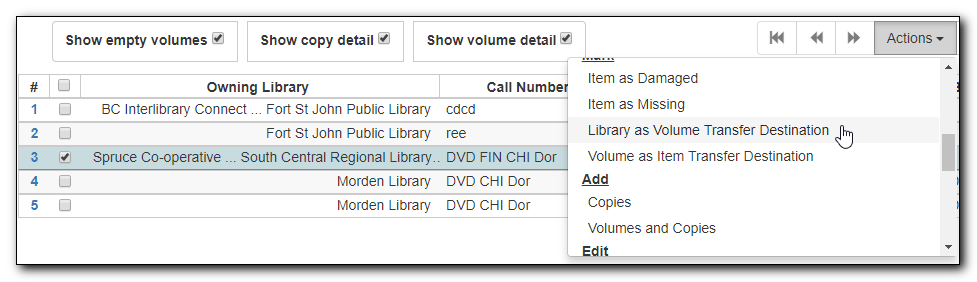 Show empty volumes Show copy detail Show volume detail Actions
# Owning Library Call Number
1 BC Interlibrary Connect ... Fort St John Public Library cdcd
2 Fort St John Public Library ree
3 Spruce Co-operative ... South Central Regional Library... DVD FIN CHI Dor
4 Morden Library DVD CHI Dor
5 Morden Library DVD CHI Dor
Mark
Item as Damaged
Item as Missing
Library as Volume Transfer Destination
Volume as Item Transfer Destination
Add
Copies
Volumes and Copies
Edit